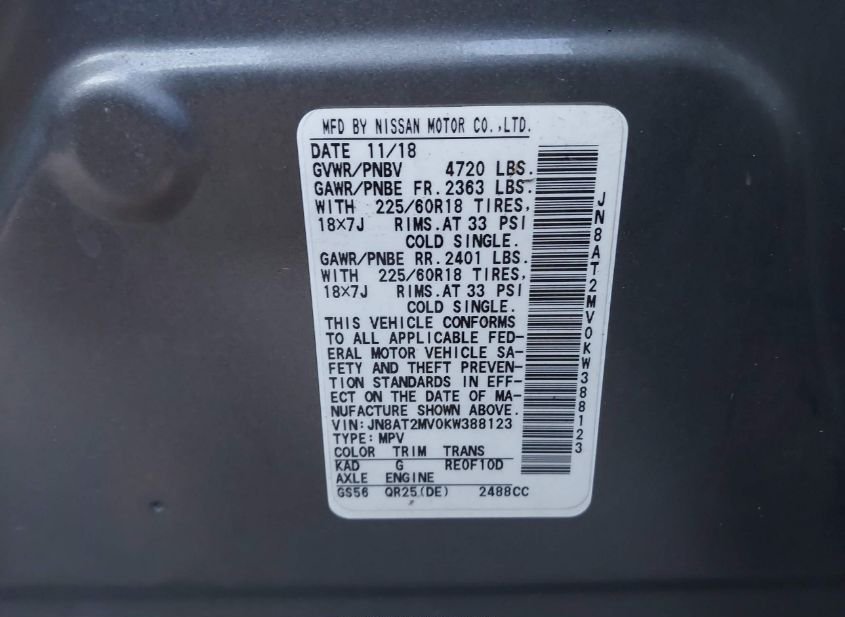 MFD BY NISSAN MOTOR CO.,LTD.
DATE 11/18
GVWR/PNBV 4720 LBS.
GAWR/PNBE FR.2363 LBS.
WITH 225/60R18 TIRES,
18×7J RIMS.AT 33 PSI
COLD SINGLE.
GAWR/PNBE RR.2401 LBS.
WITH 225/60R18 TIRES,
18×7J RIMS.AT 33 PSI
COLD SINGLE.
THIS VEHICLE CONFORMS
TO ALL APPLICABLE FED-
ERAL MOTOR VEHICLE SA-
FETY AND THEFT PREVEN-
TION STANDARDS IN EFF-
ECT ON THE DATE OF MA-
NUFACTURE SHOWN ABOVE.
VIN:JN8AT2MV0KW388123
TYPE:MPV
COLOR TRIM TRANS
KAD G RE0F10D
AXLE ENGINE
GS56 QR25(DE) 2488CC
JN8AT2MV0KW388123